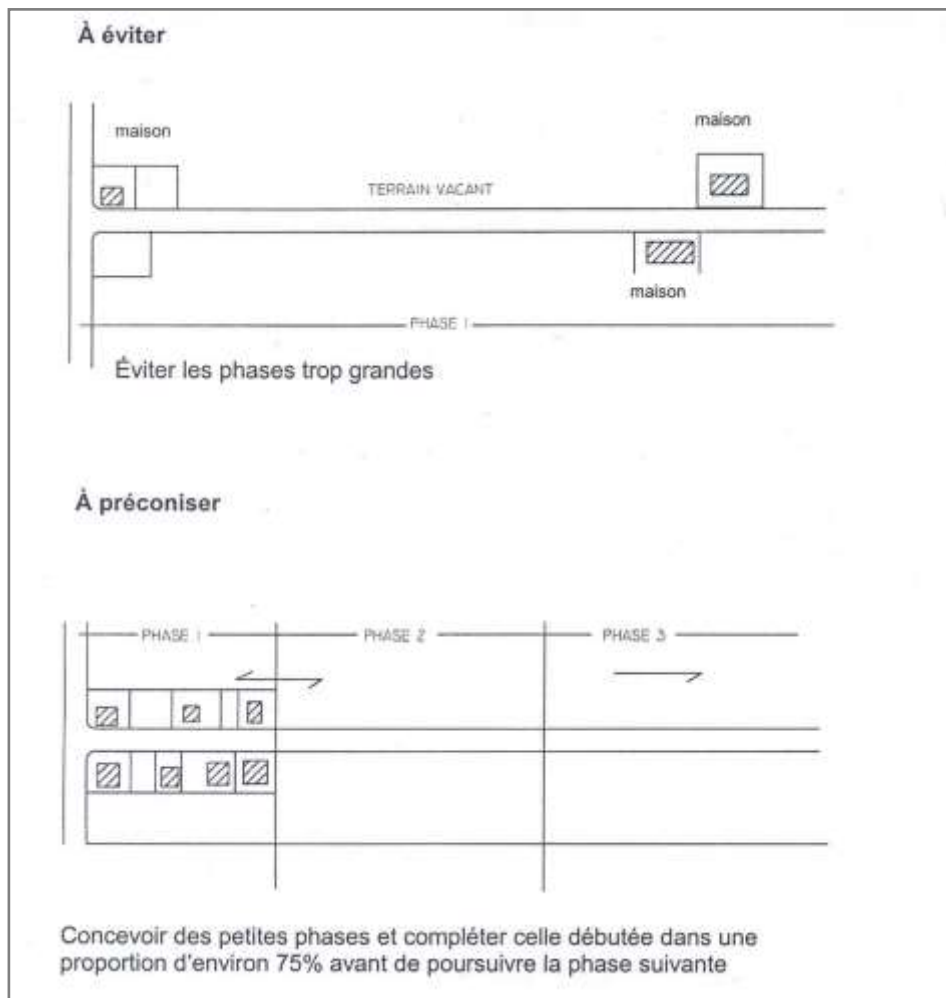 À éviter
maison
maison
TERRAIN VACANT
maison
PHASE 1
Éviter les phases trop grandes
À préconiser
PHASE 1 PHASE 2 PHASE 3
Concevoir des petites phases et compléter celle débutée dans une
proportion d'environ 75% avant de poursuivre la phase suivante